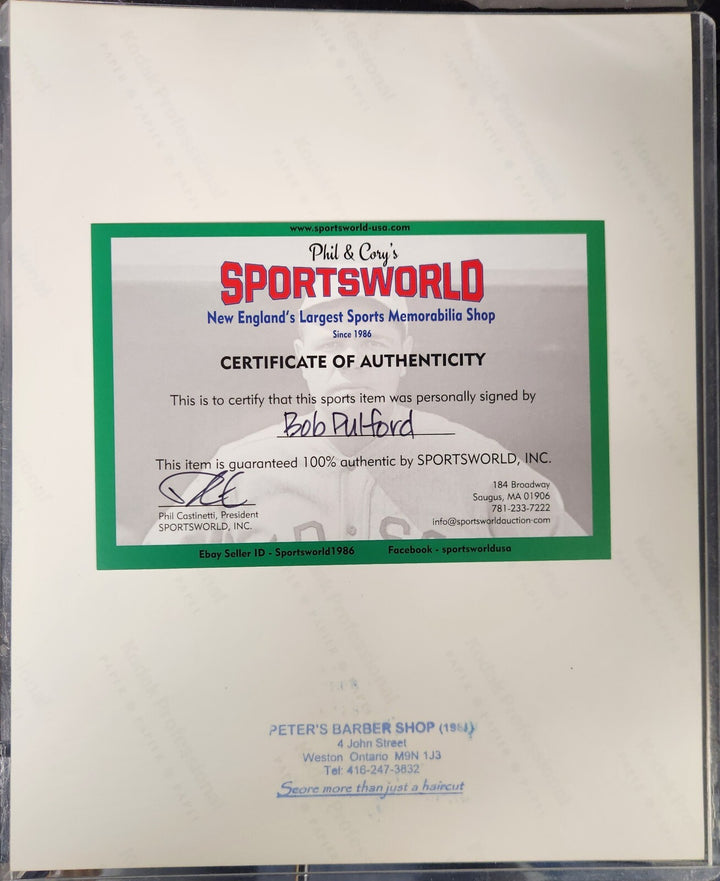 www.sportsworld-usa.com
Phil & Cory's
SPORTSWORLD
New England's Largest Sports Memorabilia Shop
Since 1986
CERTIFICATE OF AUTHENTICITY
This is to certify that this sports item was personally signed by
Bob Pulford
This item is guaranteed 100% authentic by SPORTSWORLD, INC.
Phil Castinetti, President
SPORTSWORLD, INC.
184 Broadway
Saugus, MA 01906
781-233-7222
info@sportsworldauction.com
Ebay Seller ID - Sportsworld1986 Facebook - sportsworldusa
PETER'S BARBER SHOP
4 John Street
Weston Ontario M9N 1J3
Tel: 416-247-3832
Score more than just a haircut
Kodak Professional
PAPER